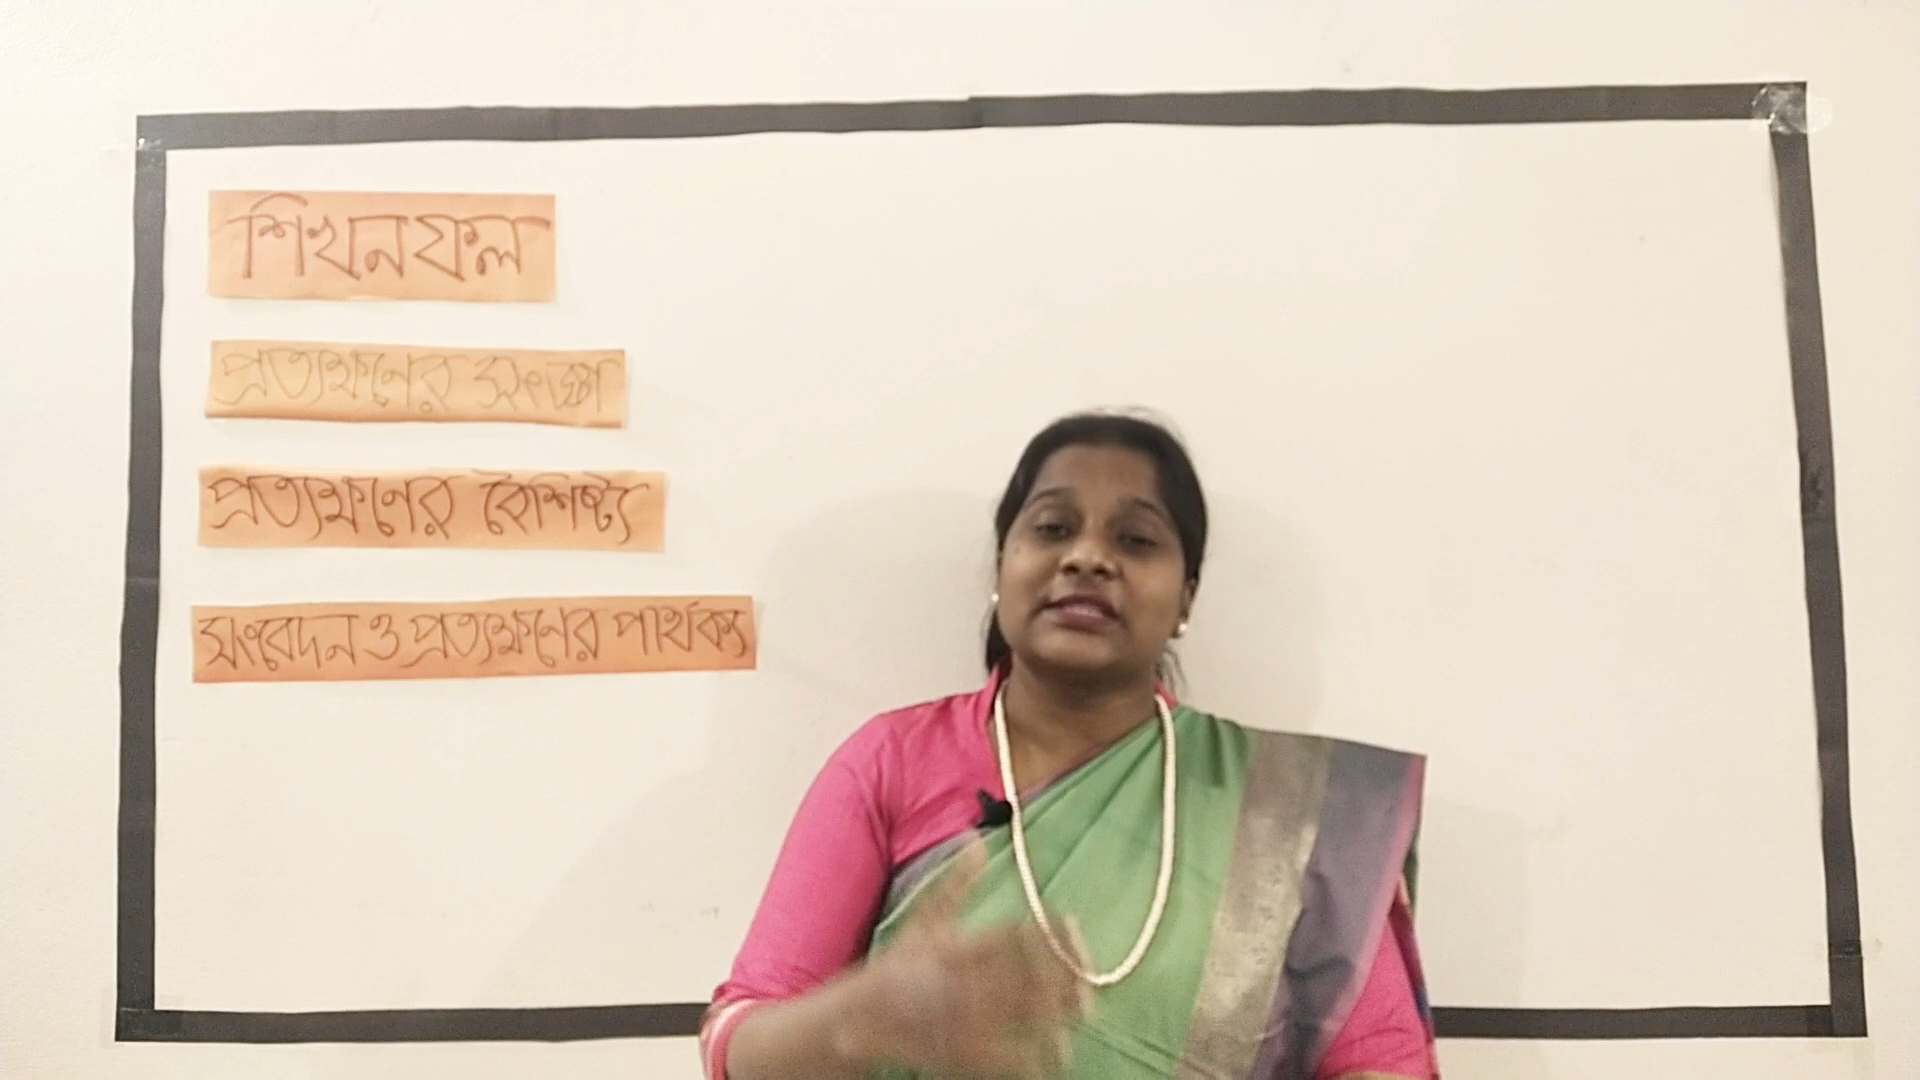 শিখনফল
প্রত্যক্ষণের সংজ্ঞা
প্রত্যক্ষণের বৈশিষ্ট্য
সংবেদন ও প্রত্যক্ষণের পার্থক্য